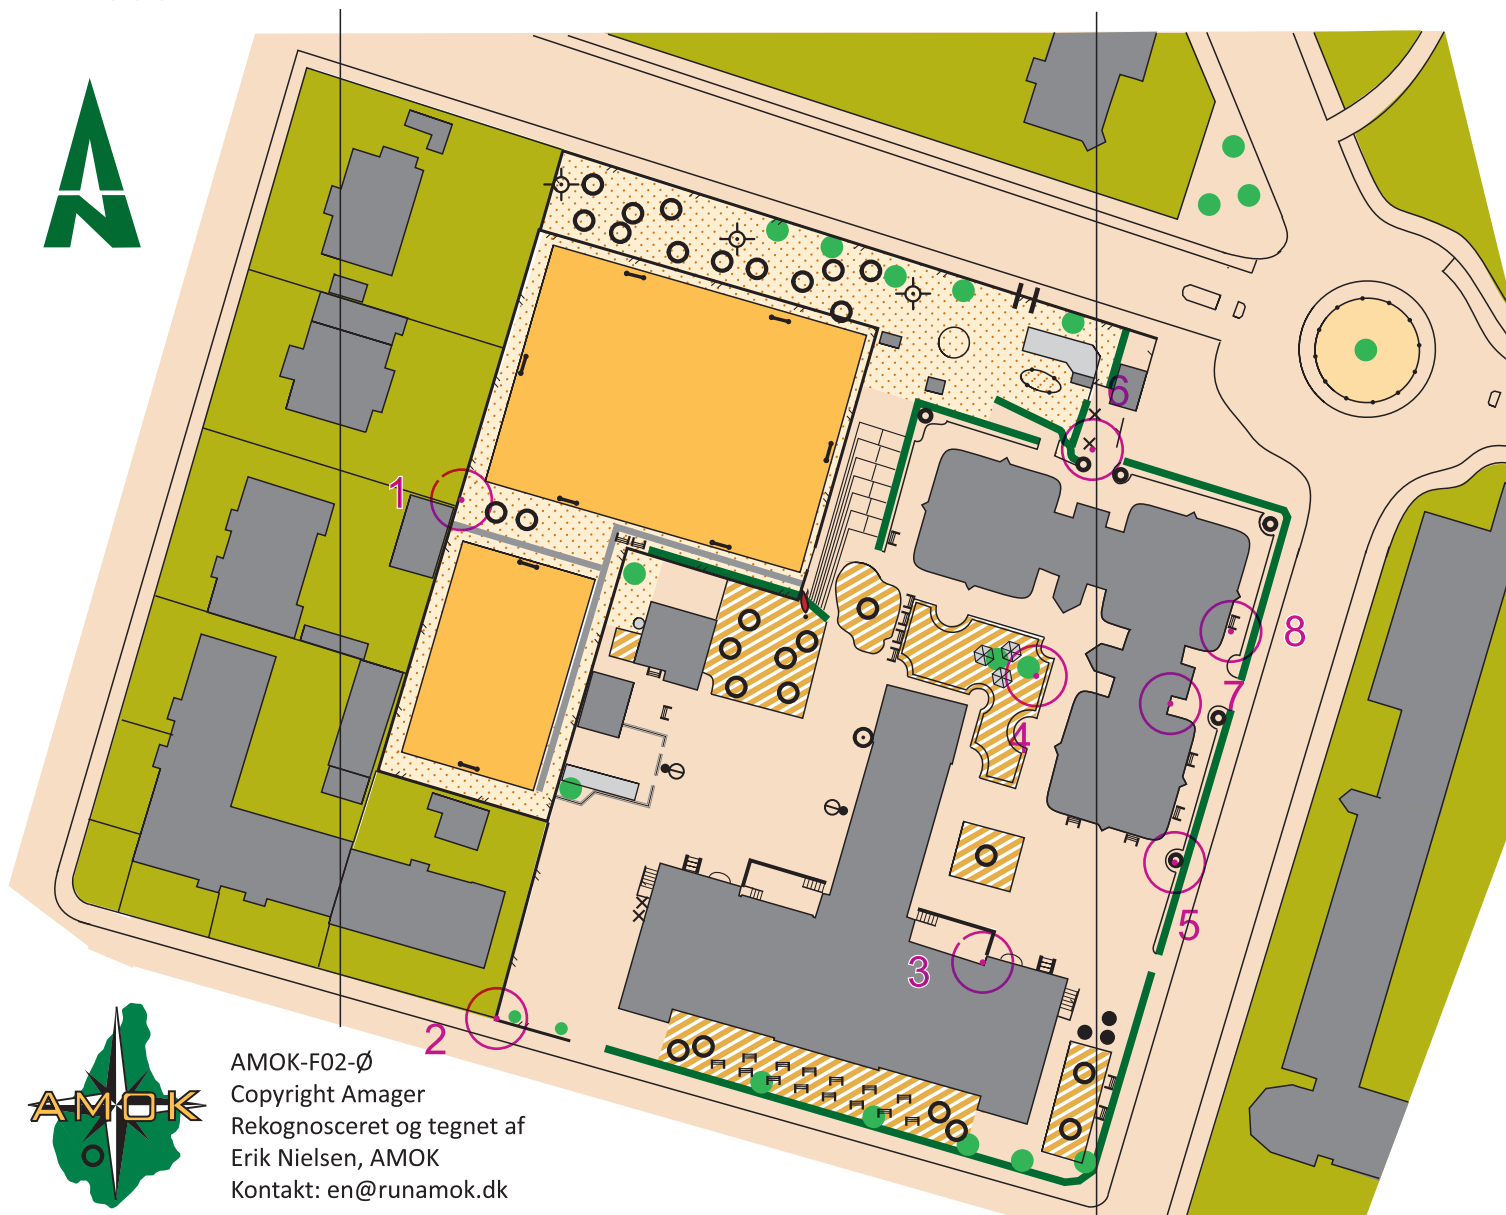 6
1
8
7
4
5
3
2
AMOK
AMOK-F02-Ø
Copyright Amager
Rekognosceret og tegnet af
Erik Nielsen, AMOK
Kontakt: en@runamok.dk